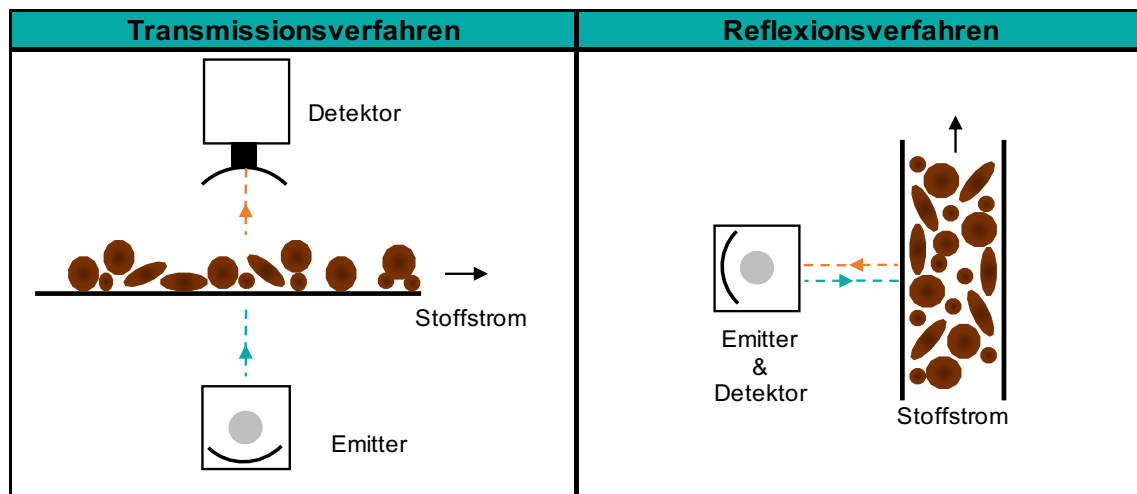 Transmissionsverfahren
Reflexionsverfahren
Detektor
Stoffstrom
Emitter
Emitter
&
Detektor
Stoffstrom